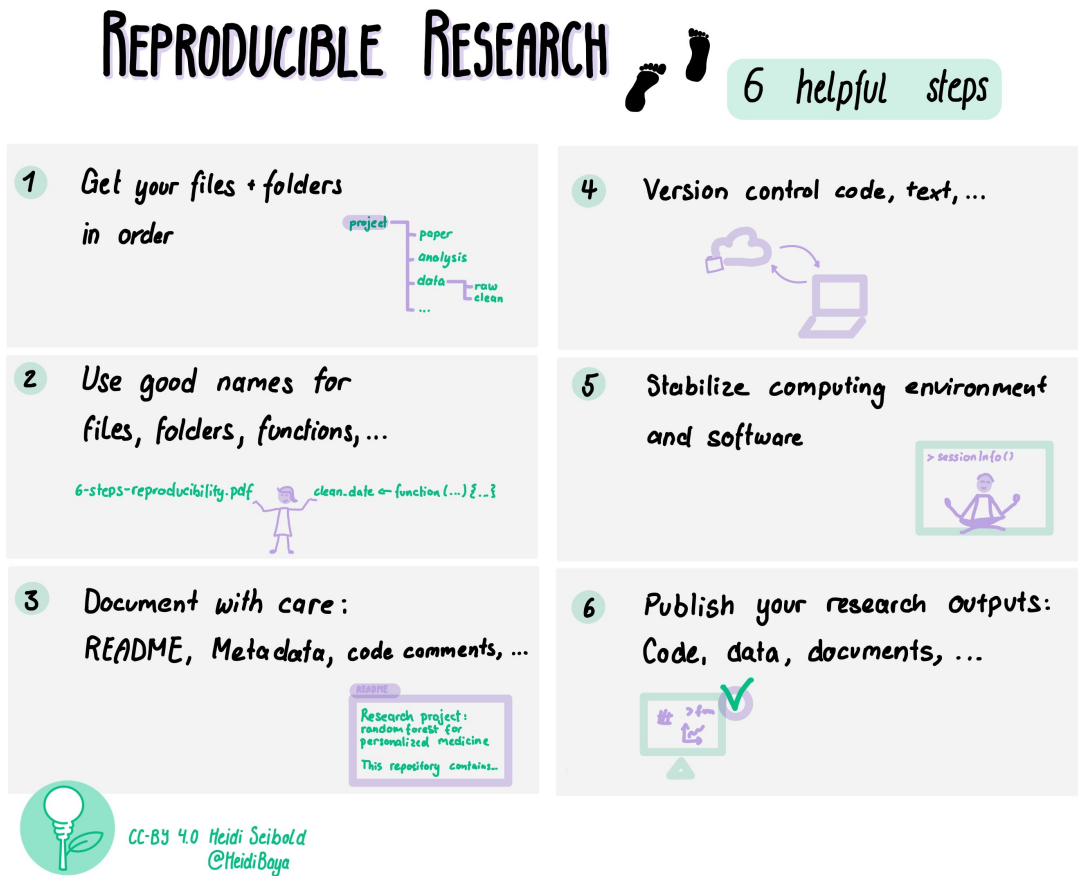 REPRODUCIBLE RESEARCH
6 helpful steps
1 Get your files + folders
in order
project
paper
analysis
data
raw
clean
...
2 Use good names for
files, folders, functions,...
6-steps-reproducibility.pdf
clean_date ← function (...) {...}
3 Document with care:
README, Metadata, code comments, ...
README
Research project:
random forest for
personalized medicine
This repository contains...
4 Version control code, text, ...
5 Stabilize computing environment
and software
> sessionInfo()
6 Publish your research outputs:
Code, data, documents, ...
CC-BY 4.0 Heidi Seibold
@HeidiBaya